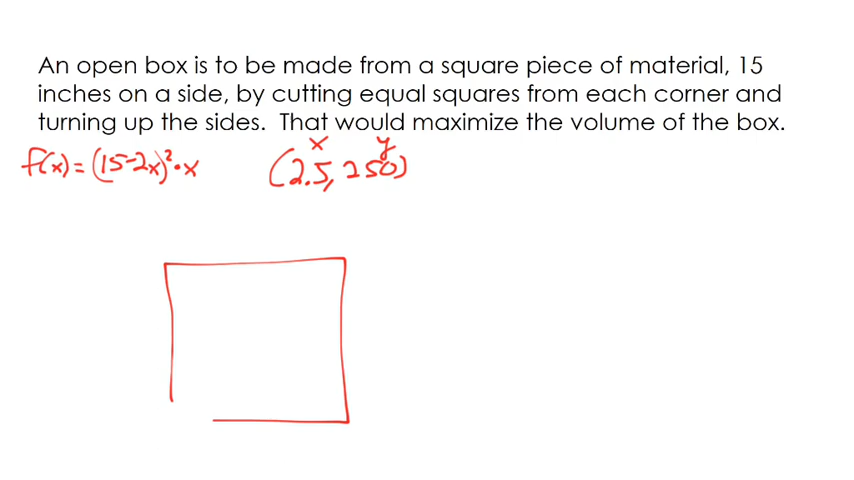 An open box is to be made from a square piece of material, 15
inches on a side, by cutting equal squares from each corner and
turning up the sides.  That would maximize the volume of the box.
x y
f(x) = (15-2x)²·x (2.5, 250)